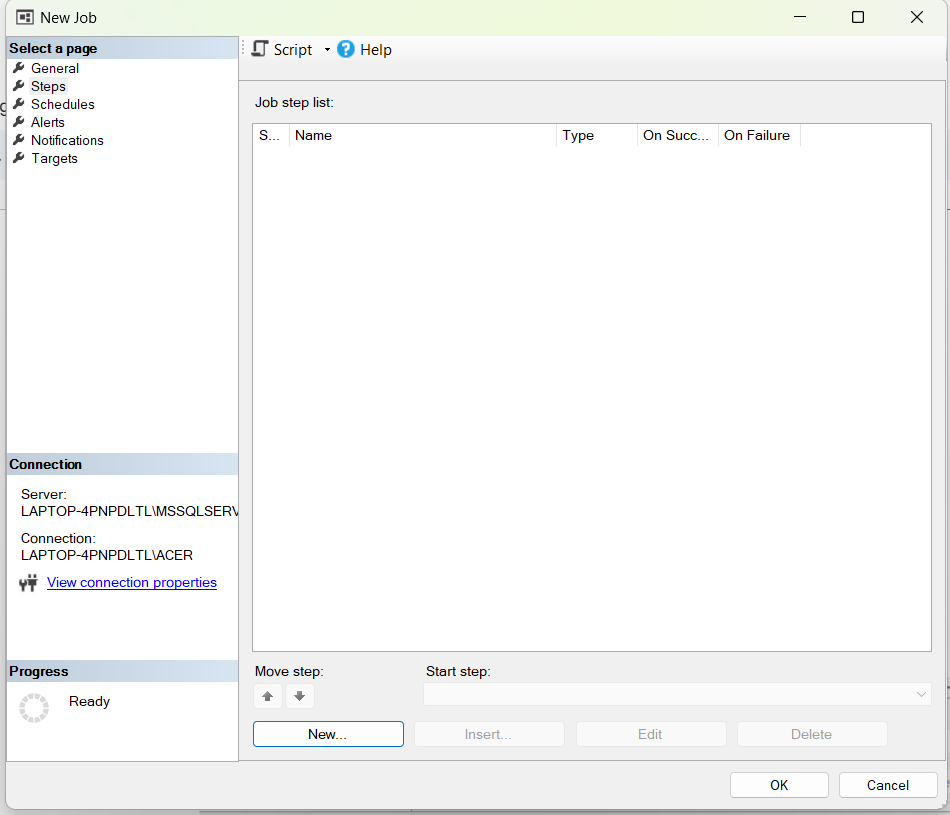 New Job
Select a page
General
Steps
Schedules
Alerts
Notifications
Targets
Script
Help
Job step list:
S... Name Type On Succ... On Failure
Connection
Server:
LAPTOP-4PNPDLTL\MSSQLSERV
Connection:
LAPTOP-4PNPDLTL\ACER
View connection properties
Progress
Ready
Move step:
Start step:
New... Insert... Edit Delete
OK Cancel